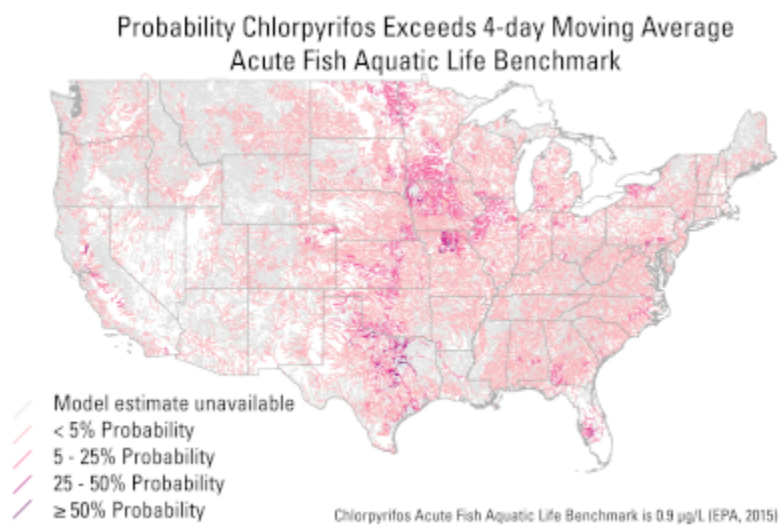 Probability Chlorpyrifos Exceeds 4-day Moving Average
Acute Fish Aquatic Life Benchmark
Model estimate unavailable
< 5% Probability
5 - 25% Probability
25 - 50% Probability
≥ 50% Probability
Chlorpyrifos Acute Fish Aquatic Life Benchmark is 0.9 µg/L (EPA, 2015)